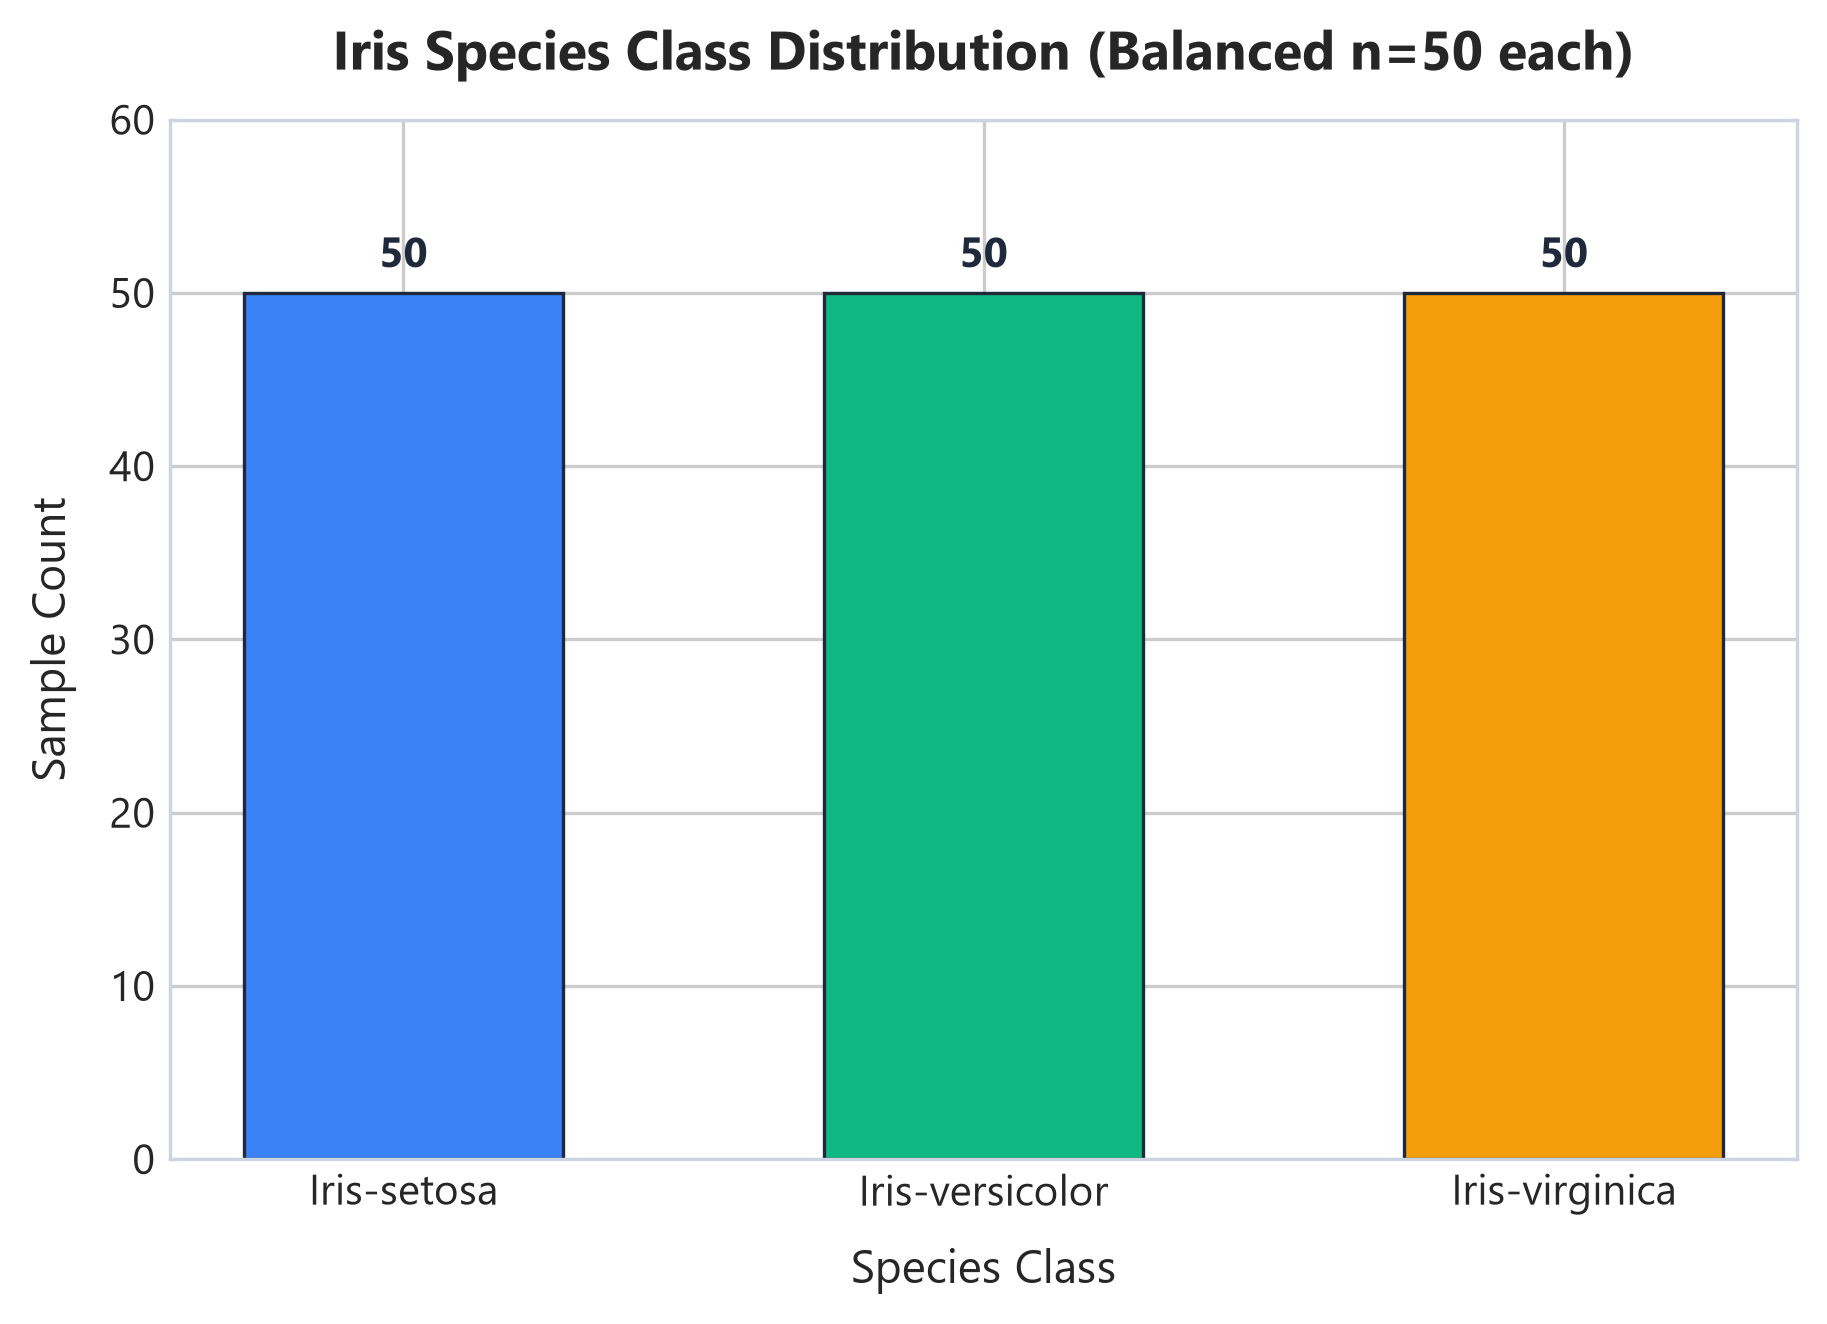 Iris Species Class Distribution (Balanced n=50 each)
60
50
40
30
20
10
0
Sample Count
50
50
50
Iris-setosa
Iris-versicolor
Iris-virginica
Species Class